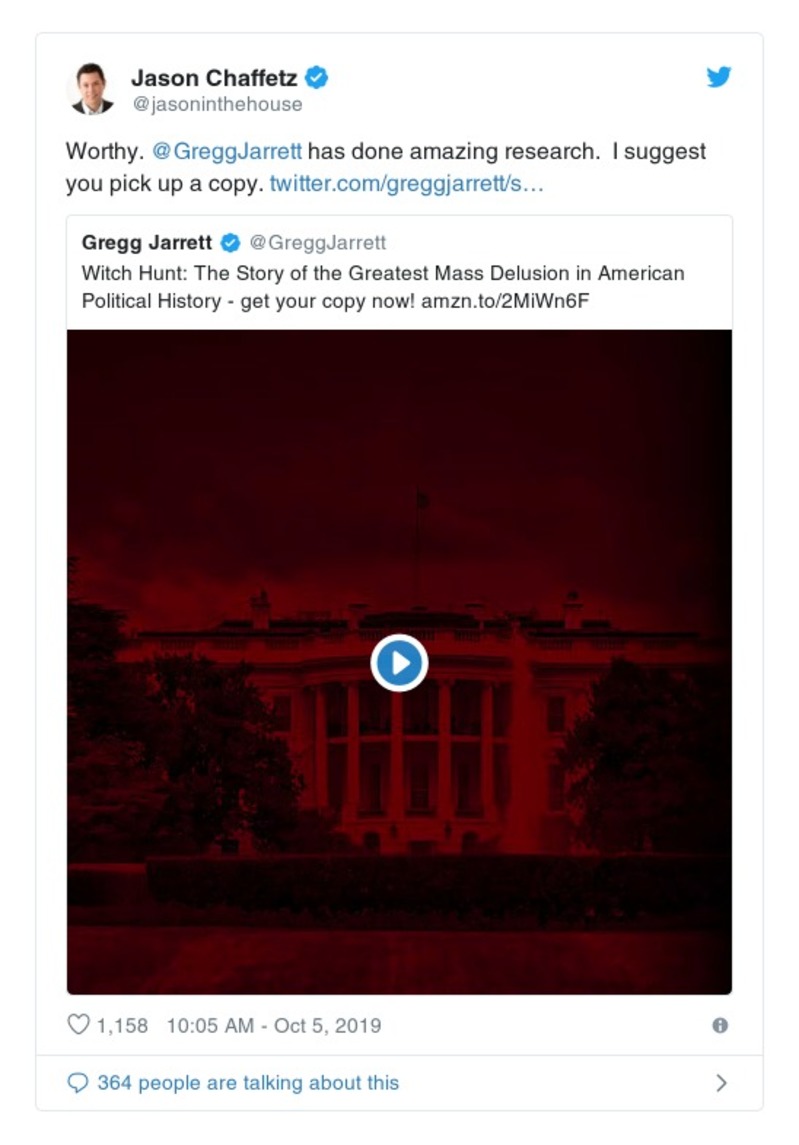 Jason Chaffetz
@jasoninthehouse
Worthy. @GreggJarrett has done amazing research.  I suggest
you pick up a copy. twitter.com/greggjarrett/s…
Gregg Jarrett @GreggJarrett
Witch Hunt: The Story of the Greatest Mass Delusion in American
Political History - get your copy now! amzn.to/2MiWn6F
1,158 10:05 AM - Oct 5, 2019
364 people are talking about this